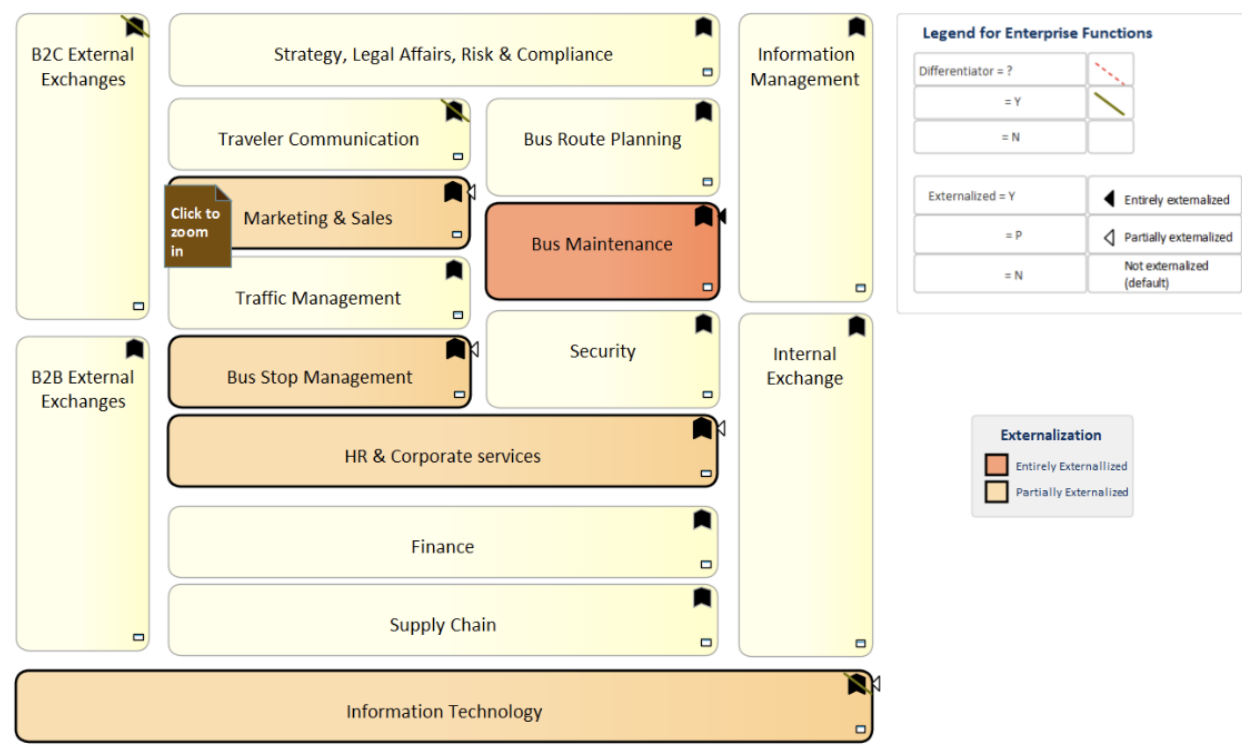 B2C External
Exchanges
Strategy, Legal Affairs, Risk & Compliance
Information
Management
Traveler Communication
Bus Route Planning
Click to
zoom
in
Marketing & Sales
Bus Maintenance
Traffic Management
B2B External
Exchanges
Bus Stop Management
Security
Internal
Exchange
HR & Corporate services
Finance
Supply Chain
Information Technology
Legend for Enterprise Functions
Differentiator = ?
= Y
= N
Externalized = Y
Entirely externalized
= P
Partially externalized
= N
Not externalized
(default)
Externalization
Entirely Externallized
Partially Externalized